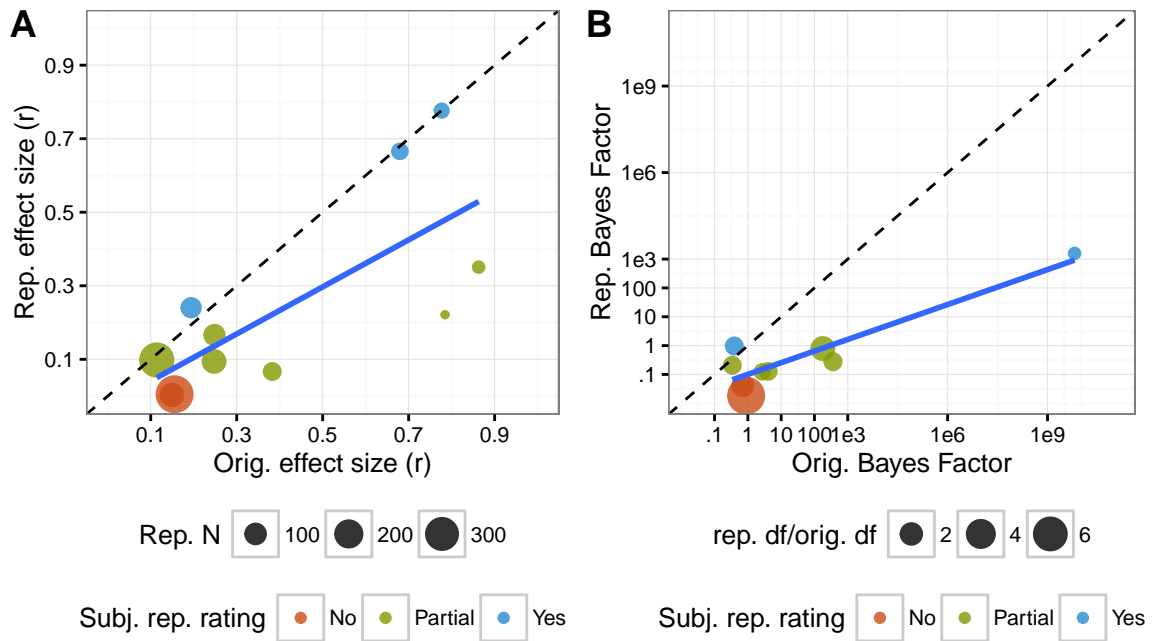 A
Rep. effect size (r)
0.9
0.7
0.5
0.3
0.1
0.1 0.3 0.5 0.7 0.9
Orig. effect size (r)
Rep. N 100 200 300
Subj. rep. rating No Partial Yes
B
Rep. Bayes Factor
1e9
1e6
1e3
100
10
1
.1
.1 1 10 100 1e3 1e6 1e9
Orig. Bayes Factor
rep. df/orig. df 2 4 6
Subj. rep. rating No Partial Yes